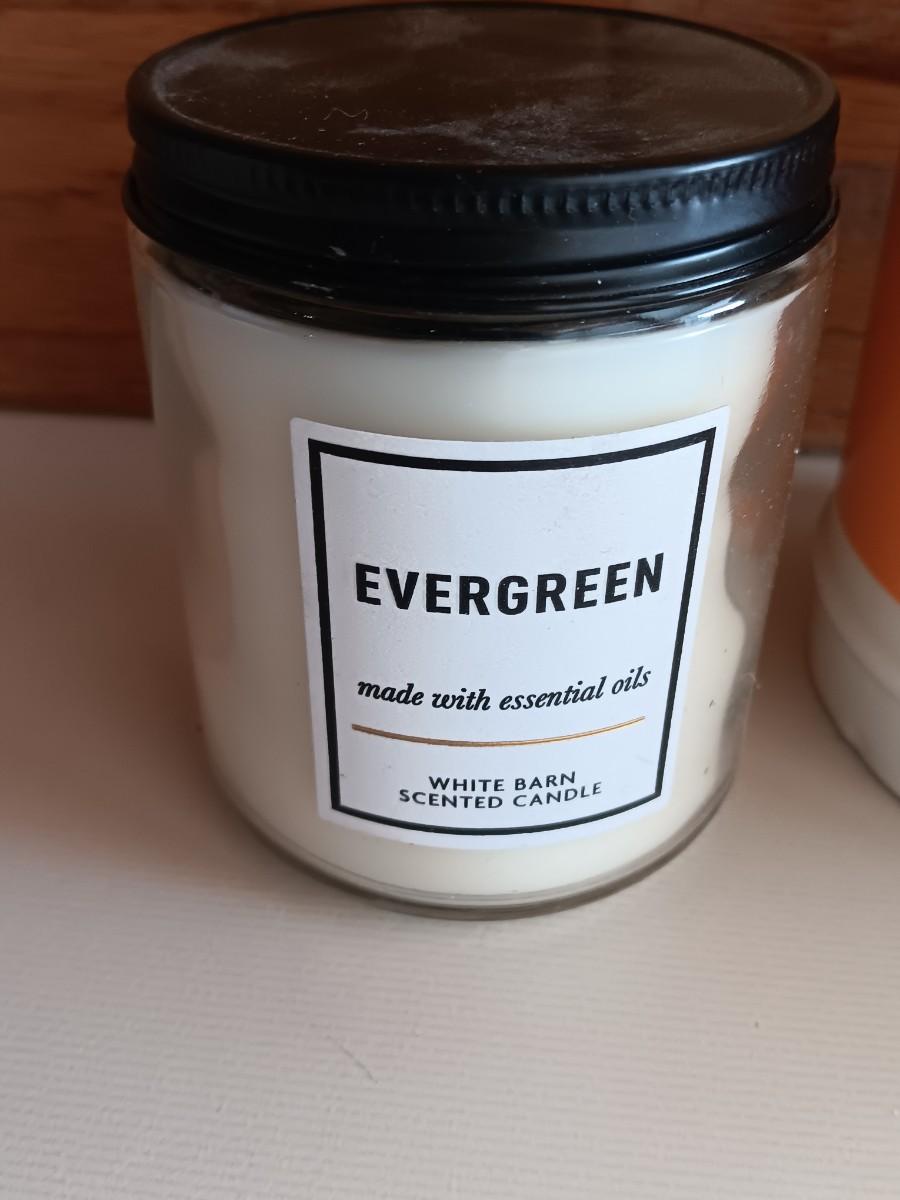 EVERGREEN
made with essential oils
WHITE BARN
SCENTED CANDLE